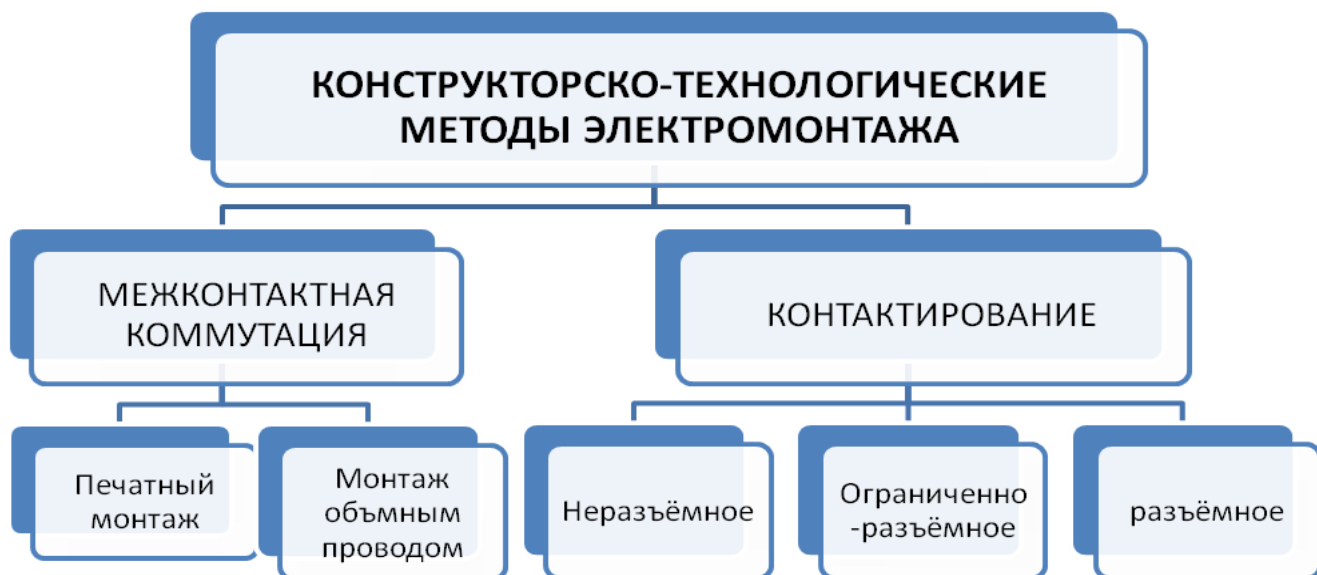 КОНСТРУКТОРСКО-ТЕХНОЛОГИЧЕСКИЕ
МЕТОДЫ ЭЛЕКТРОМОНТАЖА
МЕЖКОНТАКТНАЯ
КОММУТАЦИЯ
КОНТАКТИРОВАНИЕ
Печатный
монтаж
Монтаж
объмным
проводом
Неразъёмное
Ограниченно
-разъёмное
разъёмное